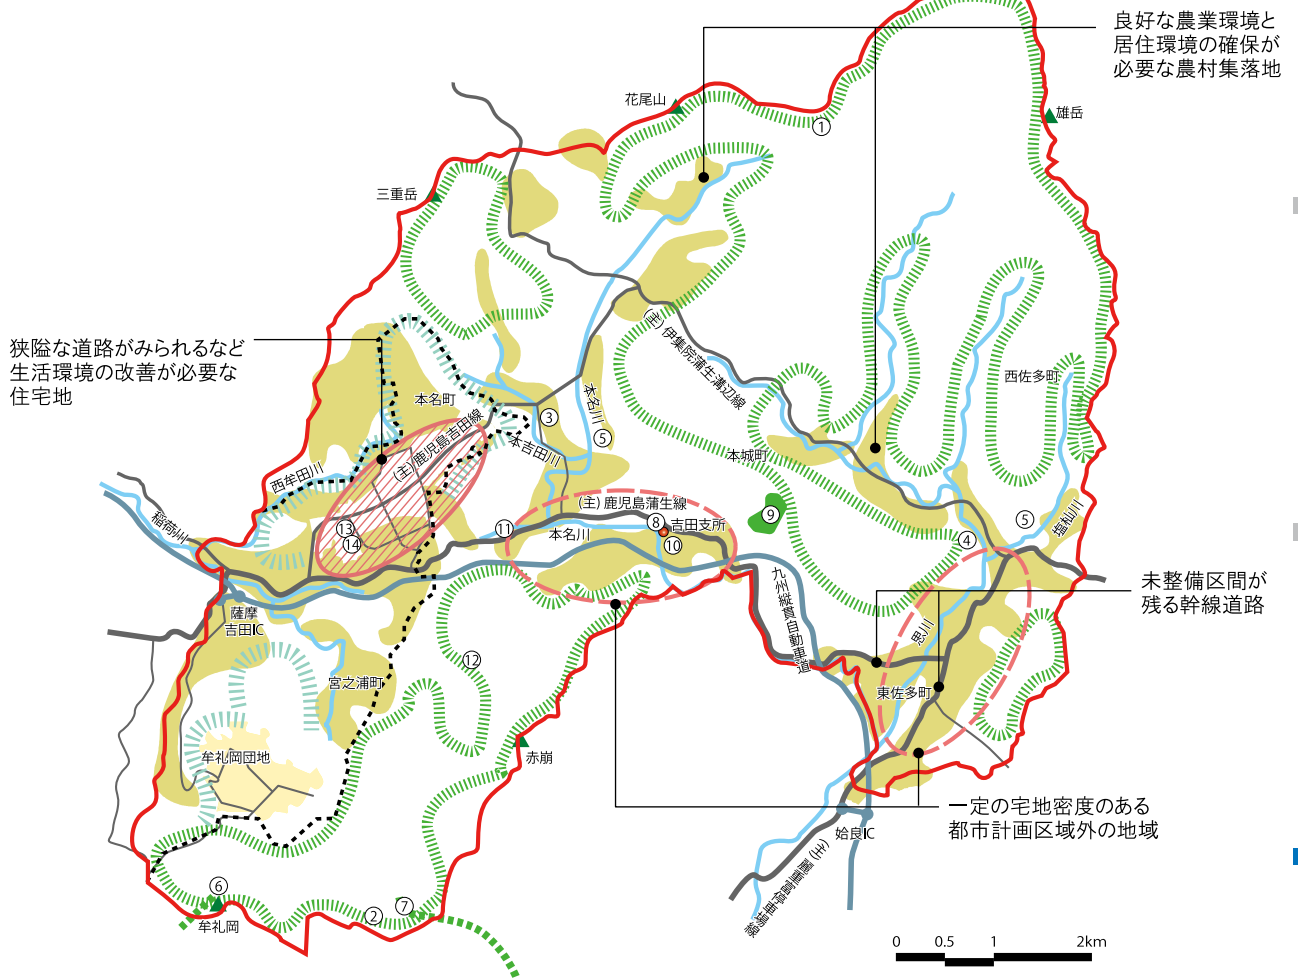 良好な農業環境と
居住環境の確保が
必要な農村集落地
花尾山
①
雄岳
三重岳
狭隘な道路がみられるなど
生活環境の改善が必要な
住宅地
(主)伊集院蒲生溝辺線
西佐多町
本名町
本名川
③
⑤
(主)鹿児島吉田線
本吉田川
本城町
西牟田川
(主)鹿児島蒲生線
稲荷川
⑬
⑭
⑪
本名川
⑧
吉田支所
⑩
⑨
④
⑤
九州縦貫自動車道
未整備区間が
残る幹線道路
薩摩
吉田IC
思川
⑫
宮之浦町
東佐多町
牟礼岡団地
赤崩
一定の宅地密度のある
都市計画区域外の地域
姶良IC
(主)麓重富停車場線
⑥
牟礼岡
②
⑦
0
0.5
1
2km